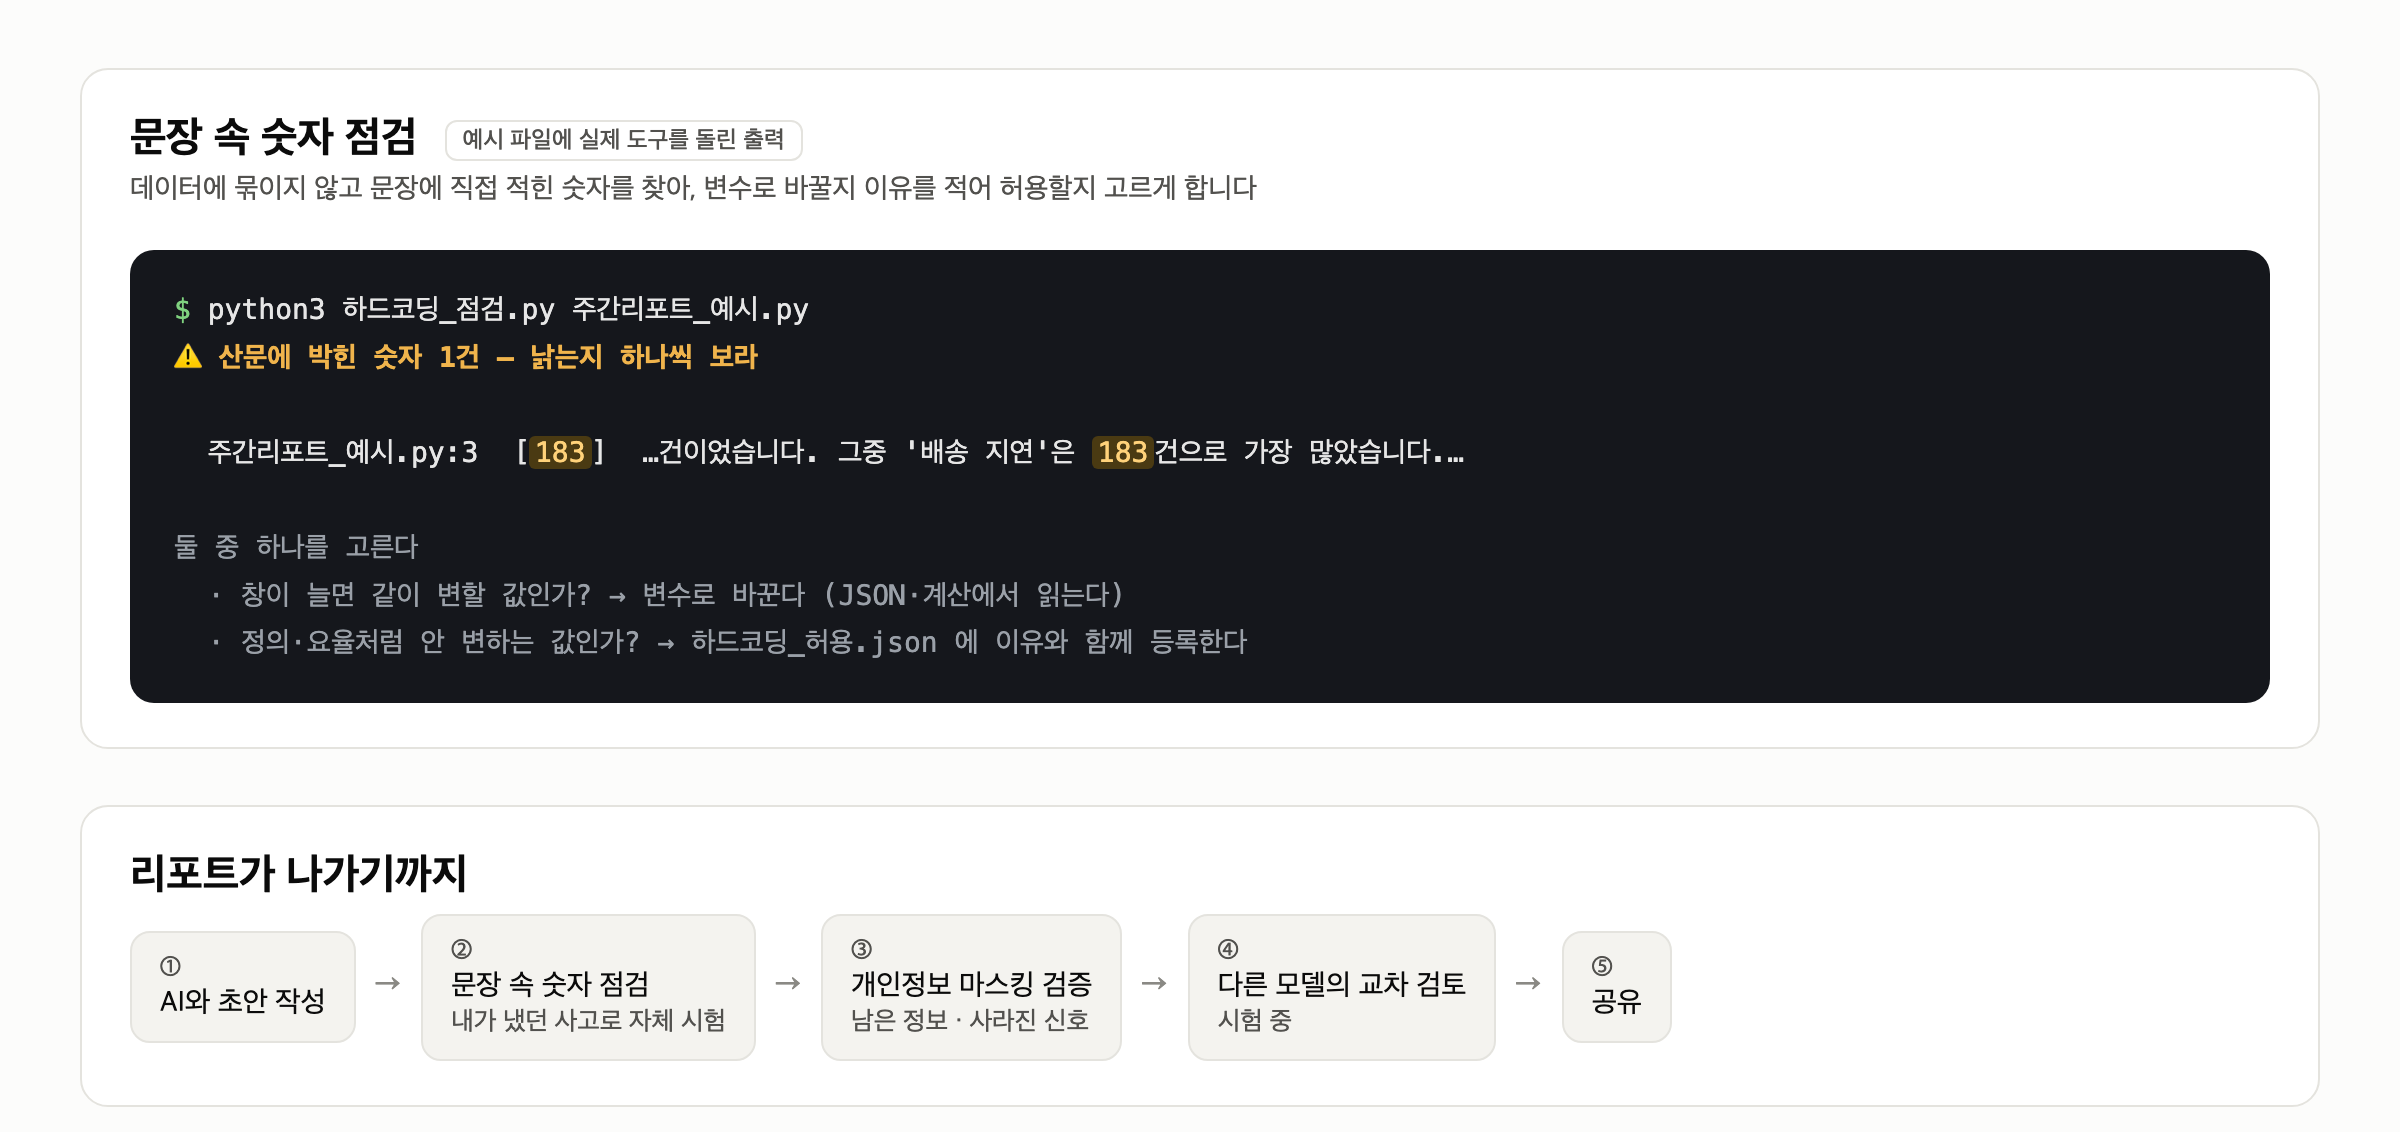 문장 속 숫자 점검 예시 파일에 실제 도구를 돌린 출력
데이터에 묶이지 않고 문장에 직접 적힌 숫자를 찾아, 변수로 바꿀지 이유를 적어 허용할지 고르게 합니다
$ python3 하드코딩_점검.py 주간리포트_예시.py
⚠️ 산문에 박힌 숫자 1건 — 낡는지 하나씩 보라
주간리포트_예시.py:3 [183] …건이었습니다. 그중 '배송 지연'은 183건으로 가장 많았습니다.…
둘 중 하나를 고른다
· 창이 늘면 같이 변할 값인가? → 변수로 바꾼다 (JSON·계산에서 읽는다)
· 정의·요율처럼 안 변하는 값인가? → 하드코딩_허용.json 에 이유와 함께 등록한다
리포트가 나가기까지
①
AI와 초안 작성
→
②
문장 속 숫자 점검
내가 냈던 사고로 자체 시험
→
③
개인정보 마스킹 검증
남은 정보 · 사라진 신호
→
④
다른 모델의 교차 검토
시험 중
→
⑤
공유